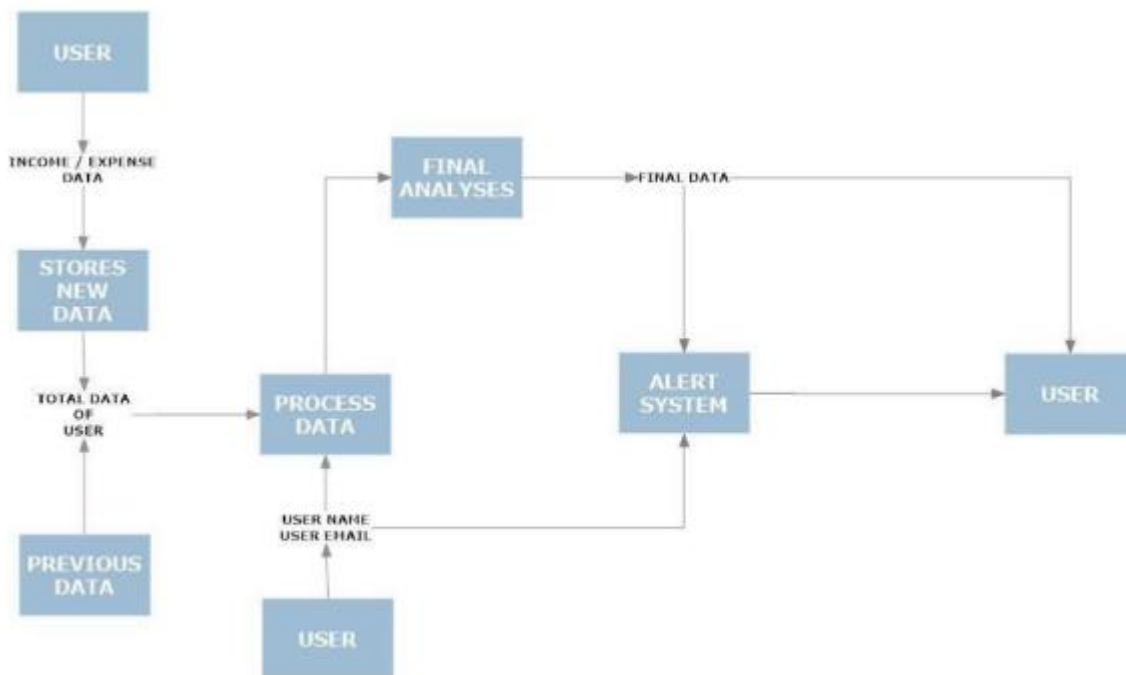 USER
INCOME / EXPENSE
DATA
STORES
NEW
DATA
TOTAL DATA
OF
USER
PREVIOUS
DATA
PROCESS
DATA
USER NAME
USER EMAIL
USER
FINAL
ANALYSES
FINAL DATA
ALERT
SYSTEM
USER